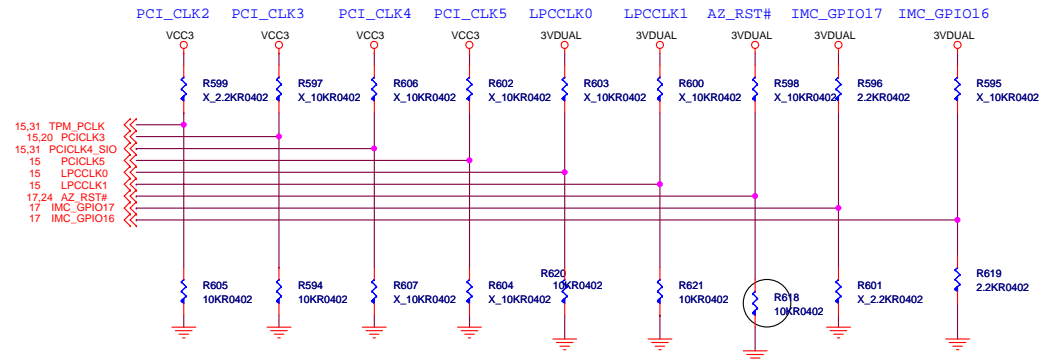 PCI_CLK2 PCI_CLK3 PCI_CLK4 PCI_CLK5 LPCCLK0 LPCCLK1 AZ_RST# IMC_GPIO17 IMC_GPIO16
VCC3 VCC3 VCC3 VCC3 3VDUAL 3VDUAL 3VDUAL 3VDUAL 3VDUAL
R599 R597 R606 R602 R603 R600 R598 R596 R595
X_2.2KR0402 X_10KR0402 X_10KR0402 X_10KR0402 X_10KR0402 X_10KR0402 X_10KR0402 2.2KR0402 X_10KR0402
15,31 TPM_PCLK
15,20 PCICLK3
15,31 PCICLK4_SIO
15 PCICLK5
15 LPCCLK0
15 LPCCLK1
17,24 AZ_RST#
17 IMC_GPIO17
17 IMC_GPIO16
R605 R594 R607 R604 R620 R621 R618 R601 R619
10KR0402 10KR0402 X_10KR0402 X_10KR0402 10KR0402 10KR0402 10KR0402 X_2.2KR0402 2.2KR0402